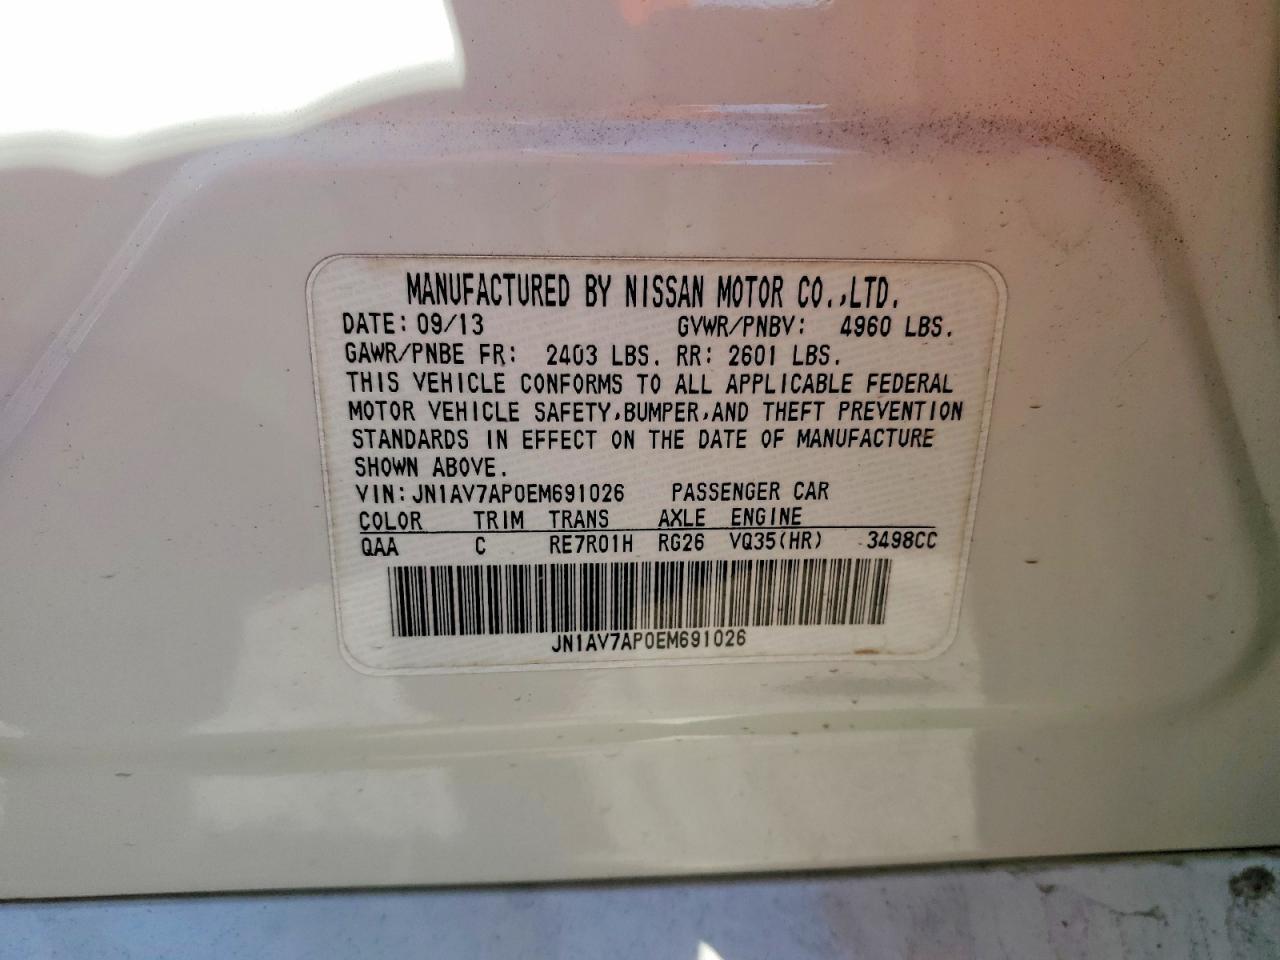 MANUFACTURED BY NISSAN MOTOR CO.,LTD.
DATE: 09/13 GVWR/PNBV: 4960 LBS.
GAWR/PNBE FR: 2403 LBS. RR: 2601 LBS.
THIS VEHICLE CONFORMS TO ALL APPLICABLE FEDERAL
MOTOR VEHICLE SAFETY,BUMPER,AND THEFT PREVENTION
STANDARDS IN EFFECT ON THE DATE OF MANUFACTURE
SHOWN ABOVE.
VIN: JN1AV7AP0EM691026 PASSENGER CAR
COLOR TRIM TRANS AXLE ENGINE
QAA C RE7R01H RG26 VQ35(HR) 3498CC
JN1AV7AP0EM691026